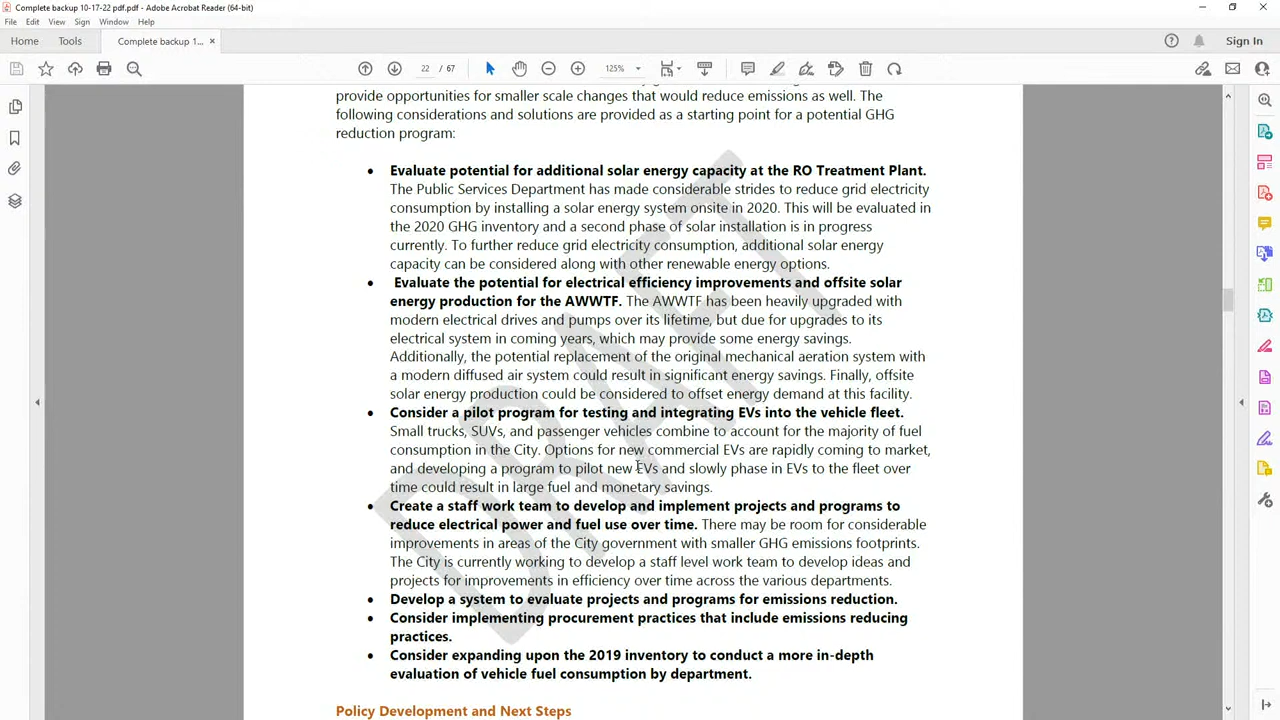 Complete backup 10-17-22 pdf.pdf - Adobe Acrobat Reader (64-bit)
File Edit View Sign Window Help
Home Tools Complete backup 1... × Sign In
22 / 67 125%
provide opportunities for smaller scale changes that would reduce emissions as well. The
following considerations and solutions are provided as a starting point for a potential GHG
reduction program:
• Evaluate potential for additional solar energy capacity at the RO Treatment Plant.
The Public Services Department has made considerable strides to reduce grid electricity
consumption by installing a solar energy system onsite in 2020. This will be evaluated in
the 2020 GHG inventory and a second phase of solar installation is in progress
currently. To further reduce grid electricity consumption, additional solar energy
capacity can be considered along with other renewable energy options.
• Evaluate the potential for electrical efficiency improvements and offsite solar
energy production for the AWWTF. The AWWTF has been heavily upgraded with
modern electrical drives and pumps over its lifetime, but due for upgrades to its
electrical system in coming years, which may provide some energy savings.
Additionally, the potential replacement of the original mechanical aeration system with
a modern diffused air system could result in significant energy savings. Finally, offsite
solar energy production could be considered to offset energy demand at this facility.
• Consider a pilot program for testing and integrating EVs into the vehicle fleet.
Small trucks, SUVs, and passenger vehicles combine to account for the majority of fuel
consumption in the City. Options for new commercial EVs are rapidly coming to market,
and developing a program to pilot new EVs and slowly phase in EVs to the fleet over
time could result in large fuel and monetary savings.
• Create a staff work team to develop and implement projects and programs to
reduce electrical power and fuel use over time. There may be room for considerable
improvements in areas of the City government with smaller GHG emissions footprints.
The City is currently working to develop a staff level work team to develop ideas and
projects for improvements in efficiency over time across the various departments.
• Develop a system to evaluate projects and programs for emissions reduction.
• Consider implementing procurement practices that include emissions reducing
practices.
• Consider expanding upon the 2019 inventory to conduct a more in-depth
evaluation of vehicle fuel consumption by department.
Policy Development and Next Steps
DRAFT